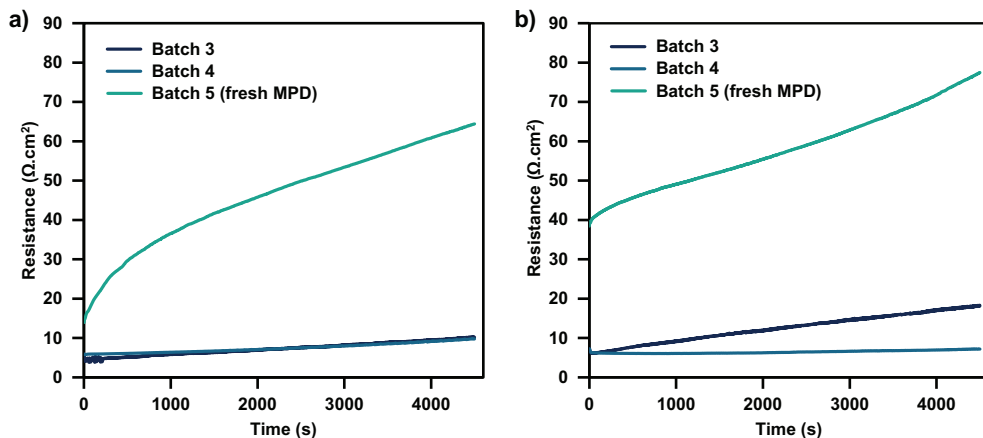 a)
90
80
70
60
50
40
30
20
10
0
Resistance (Ω.cm²)
Batch 3
Batch 4
Batch 5 (fresh MPD)
0 1000 2000 3000 4000
Time (s)
b)
90
80
70
60
50
40
30
20
10
0
Resistance (Ω.cm²)
Batch 3
Batch 4
Batch 5 (fresh MPD)
0 1000 2000 3000 4000
Time (s)